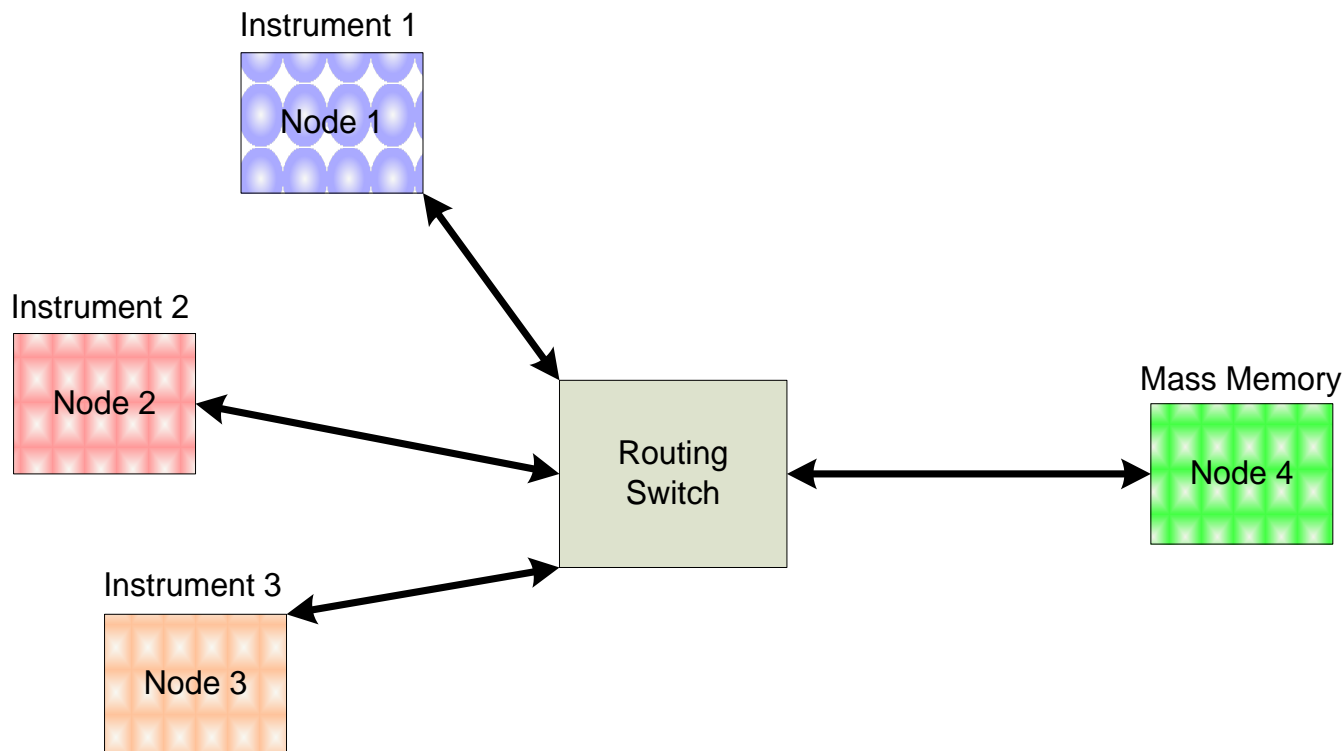 Instrument 1
Node 1
Instrument 2
Node 2
Routing
Switch
Mass Memory
Node 4
Instrument 3
Node 3